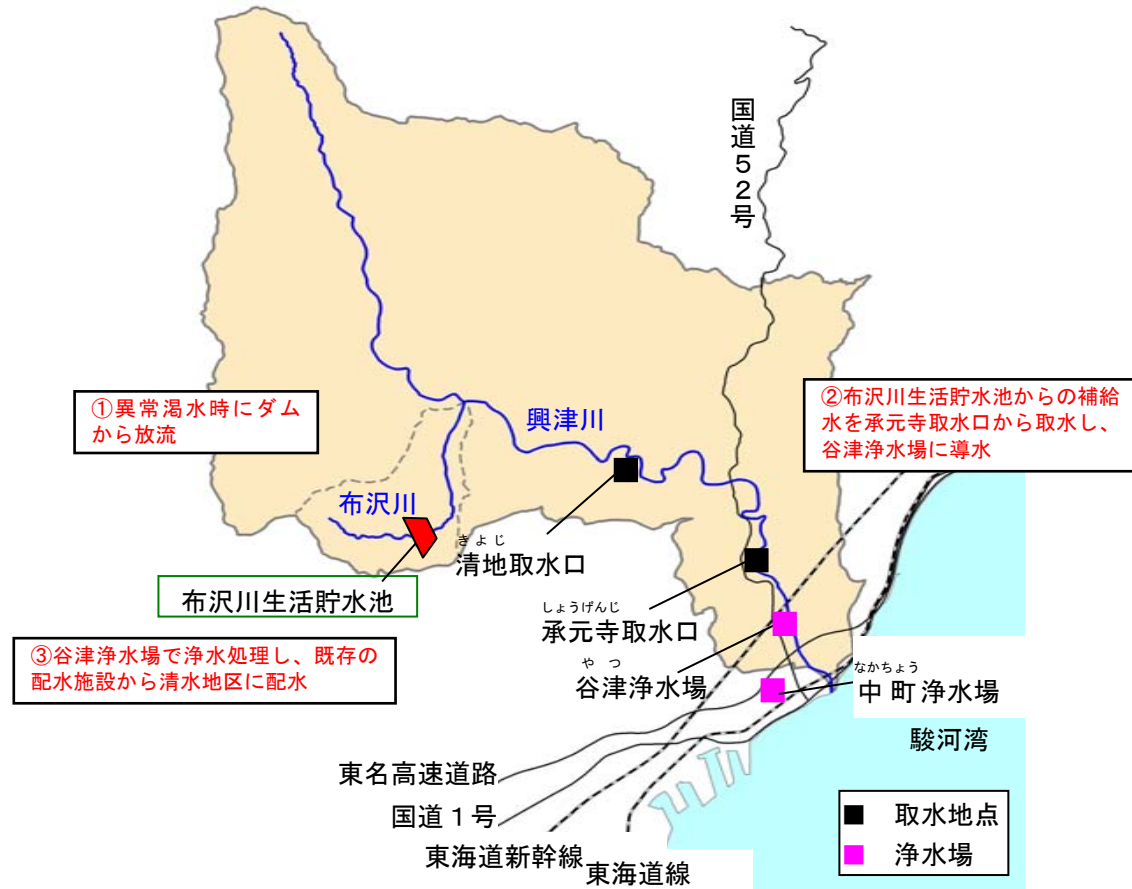 国道52号
①異常渇水時にダム
から放流
②布沢川生活貯水池からの補給
水を承元寺取水口から取水し、
谷津浄水場に導水
興津川
布沢川
きよじ
清地取水口
布沢川生活貯水池
しょうげんじ
承元寺取水口
③谷津浄水場で浄水処理し、既存の
配水施設から清水地区に配水
やつ
谷津浄水場
なかちょう
中町浄水場
駿河湾
東名高速道路
国道1号
東海道新幹線
東海道線
取水地点
浄水場